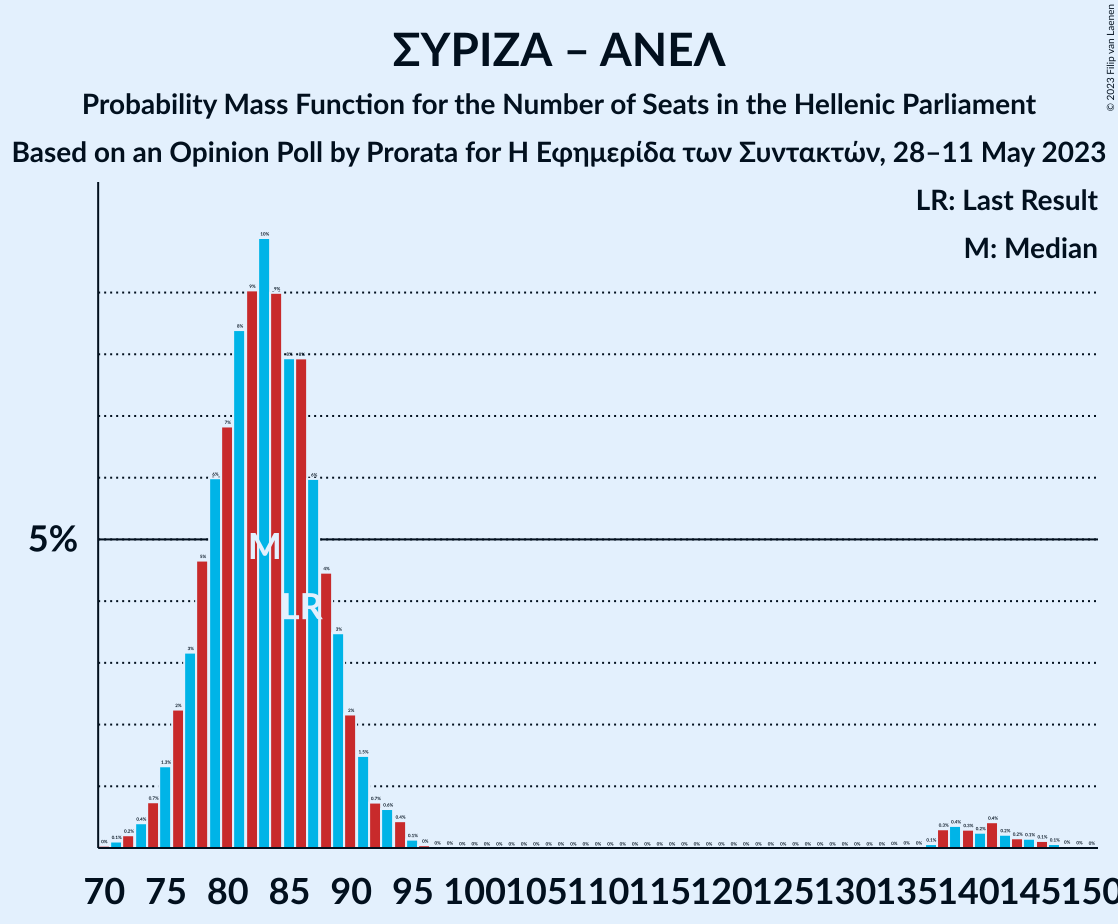 ΣΥΡΙΖΑ – ΑΝΕΛ
Probability Mass Function for the Number of Seats in the Hellenic Parliament
Based on an Opinion Poll by Prorata for Η Εφημερίδα των Συντακτών, 28–11 May 2023
© 2023 Filip van Laenen
LR: Last Result
M: Median
5%
M
LR
70 75 80 85 90 95 100 105 110 115 120 125 130 135 140 145 150